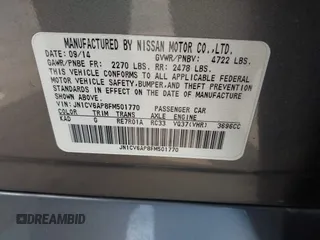 MANUFACTURED BY NISSAN MOTOR CO.,LTD.
DATE: 09/14 GVWR/PNBV: 4722 LBS.
GAWR/PNBE FR: 2270 LBS. RR: 2478 LBS.
THIS VEHICLE CONFORMS TO ALL APPLICABLE FEDERAL
MOTOR VEHICLE SAFETY, BUMPER, AND THEFT
PREVENTION STANDARDS IN EFFECT ON THE DATE OF
MANUFACTURE SHOWN ABOVE.
VIN: JN1CV6AP8FM501770 PASSENGER CAR
COLOR TRIM TRANS AXLE ENGINE
KAD G RE7R01A RC33 VQ37(VHR) 3696CC
JN1CV6AP8FM501770
DREAMBID